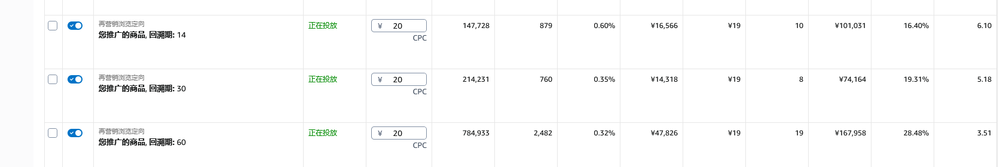 再营销浏览定向
您推广的商品, 回溯期: 14
正在投放
¥ 20
CPC
147,728
879
0.60%
¥16,566
¥19
10
¥101,031
16.40%
6.10
再营销浏览定向
您推广的商品, 回溯期: 30
正在投放
¥ 20
CPC
214,231
760
0.35%
¥14,318
¥19
8
¥74,164
19.31%
5.18
再营销浏览定向
您推广的商品, 回溯期: 60
正在投放
¥ 20
CPC
784,933
2,482
0.32%
¥47,826
¥19
19
¥167,958
28.48%
3.51